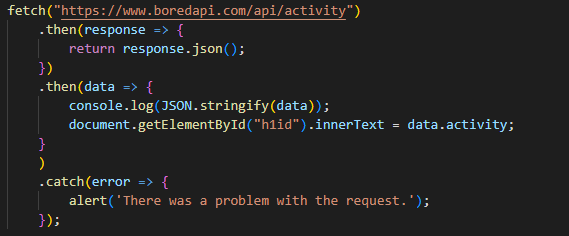 fetch("https://www.boredapi.com/api/activity")
    .then(response => {
        return response.json();
    })
    .then(data => {
        console.log(JSON.stringify(data));
        document.getElementById("h1id").innerText = data.activity;
    }
    )
    .catch(error => {
        alert('There was a problem with the request.');
    });